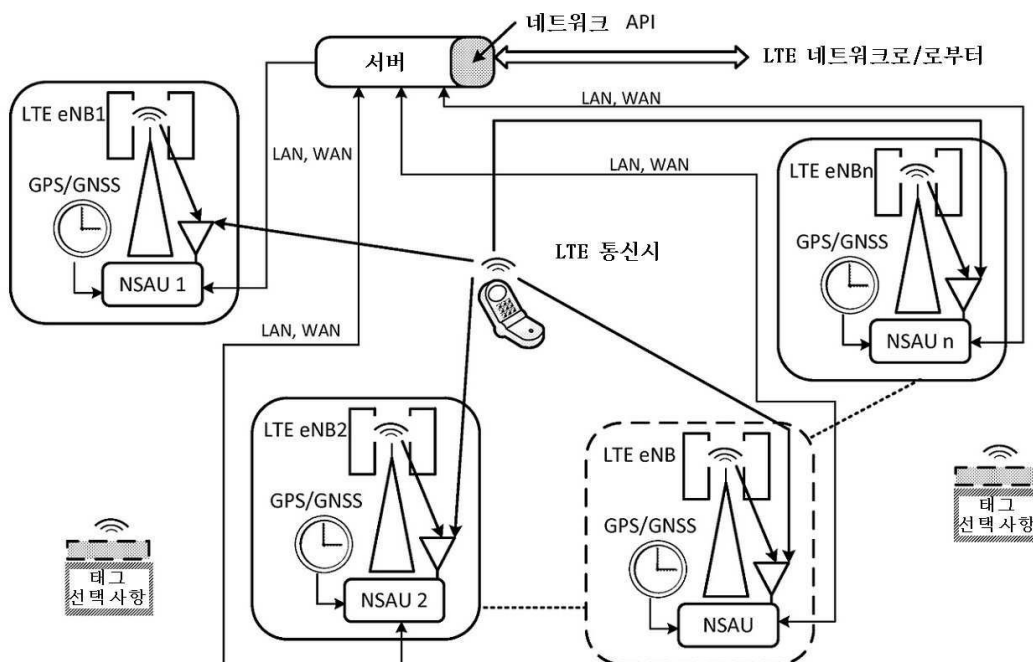 네트워크 API
서버
LTE 네트워크로/로부터
LAN, WAN
LTE eNB1
LAN, WAN
LAN, WAN
LTE eNBn
GPS/GNSS
GPS/GNSS
LTE 통신시
NSAU 1
LAN, WAN
NSAU n
LTE eNB2
LTE eNB
GPS/GNSS
GPS/GNSS
태그
선택사항
태그
선택사항
NSAU 2
NSAU